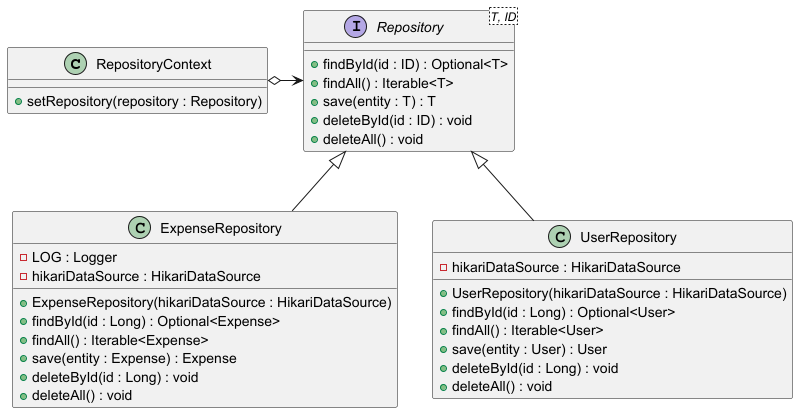 T, ID
I Repository
findById(id : ID) : Optional<T>
findAll() : Iterable<T>
save(entity : T) : T
deleteById(id : ID) : void
deleteAll() : void
C RepositoryContext
setRepository(repository : Repository)
C ExpenseRepository
LOG : Logger
hikariDataSource : HikariDataSource
ExpenseRepository(hikariDataSource : HikariDataSource)
findById(id : Long) : Optional<Expense>
findAll() : Iterable<Expense>
save(entity : Expense) : Expense
deleteById(id : Long) : void
deleteAll() : void
C UserRepository
hikariDataSource : HikariDataSource
UserRepository(hikariDataSource : HikariDataSource)
findById(id : Long) : Optional<User>
findAll() : Iterable<User>
save(entity : User) : User
deleteById(id : Long) : void
deleteAll() : void